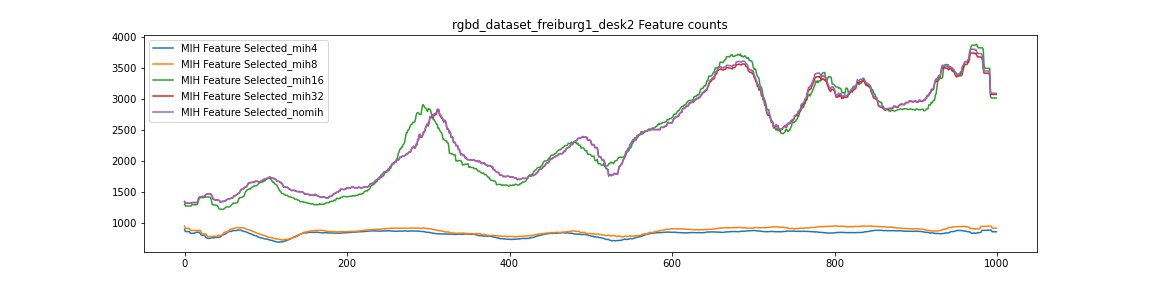 rgbd_dataset_freiburg1_desk2 Feature counts
4000
3500
3000
2500
2000
1500
1000
MIH Feature Selected_mih4
MIH Feature Selected_mih8
MIH Feature Selected_mih16
MIH Feature Selected_mih32
MIH Feature Selected_nomih
0 200 400 600 800 1000